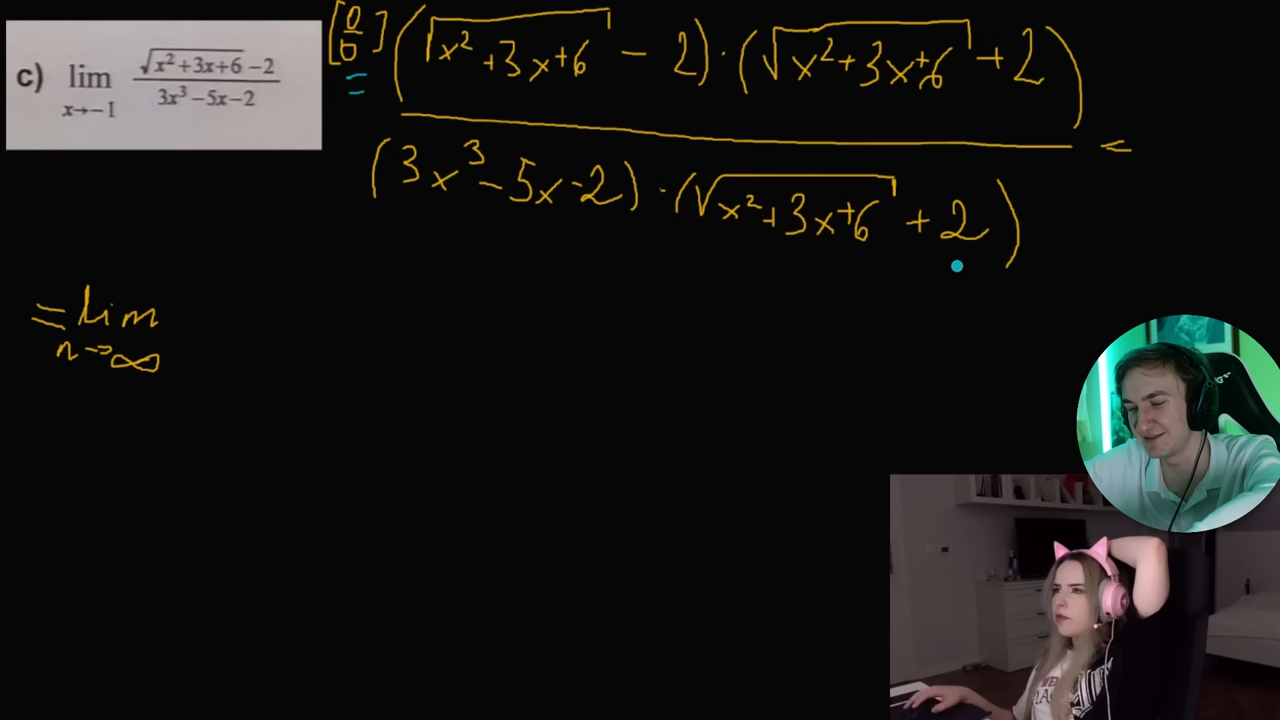 c) lim x→-1 (√(x²+3x+6) -2)/(3x³-5x-2)
[0/0] = ((√(x²+3x+6) - 2)·(√(x²+3x+6) + 2))/((3x³-5x-2)·(√(x²+3x+6) + 2)) =
= lim
n→∞